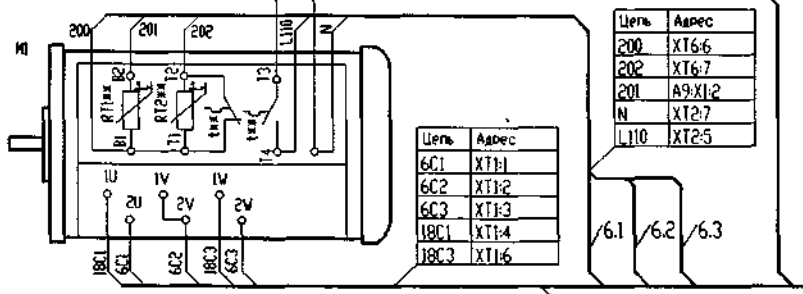 200
201
202
L110
N
M1
B2
T2
T3
RT1**
RT2**
t**
t**
B1
T1
T4
1U
1V
1W
2U
2V
2W
18C1
6C1
6C2
18C3
6C3
Цепь Адрес
6C1 XT1:1
6C2 XT1:2
6C3 XT1:3
18C1 XT1:4
18C3 XT1:6
Цепь Адрес
200 XT6:6
202 XT6:7
201 A9:X1:2
N XT2:7
L110 XT2:5
6.1
6.2
6.3